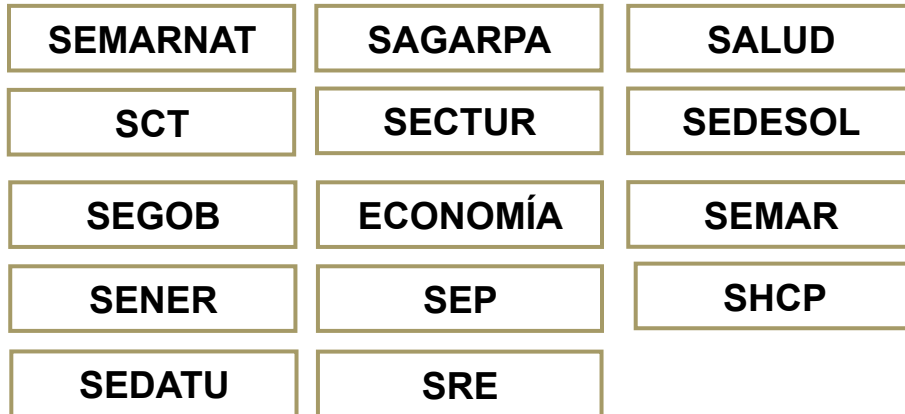 SEMARNAT
SAGARPA
SALUD
SCT
SECTUR
SEDESOL
SEGOB
ECONOMÍA
SEMAR
SENER
SEP
SHCP
SEDATU
SRE